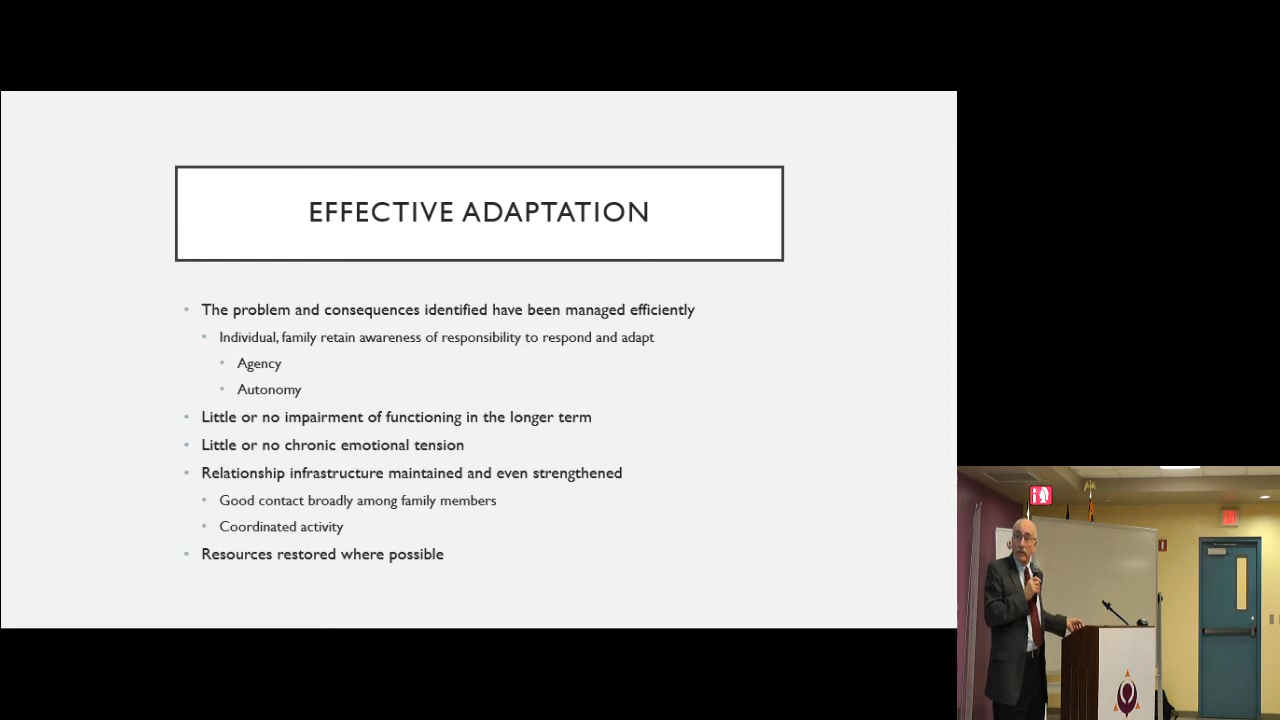 EFFECTIVE ADAPTATION
The problem and consequences identified have been managed efficiently
Individual, family retain awareness of responsibility to respond and adapt
Agency
Autonomy
Little or no impairment of functioning in the longer term
Little or no chronic emotional tension
Relationship infrastructure maintained and even strengthened
Good contact broadly among family members
Coordinated activity
Resources restored where possible